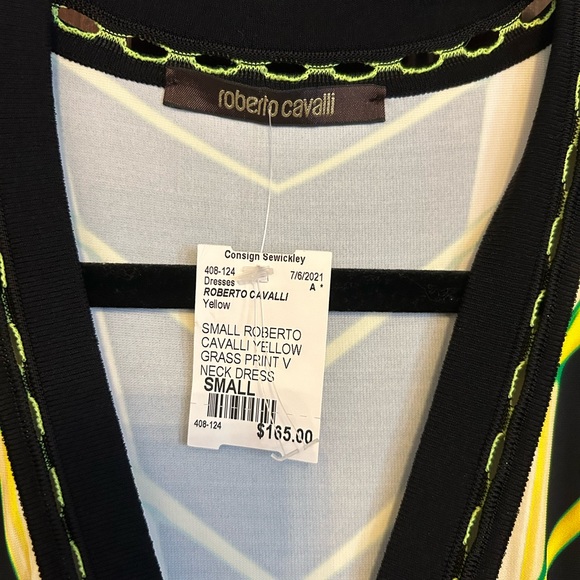 roberto cavalli
Consign Sewickley
408-124 7/6/2021
Dresses A *
ROBERTO CAVALLI
Yellow
SMALL ROBERTO
CAVALLI YELLOW
GRASS PRINT V
NECK DRESS
SMALL
408-124 $165.00